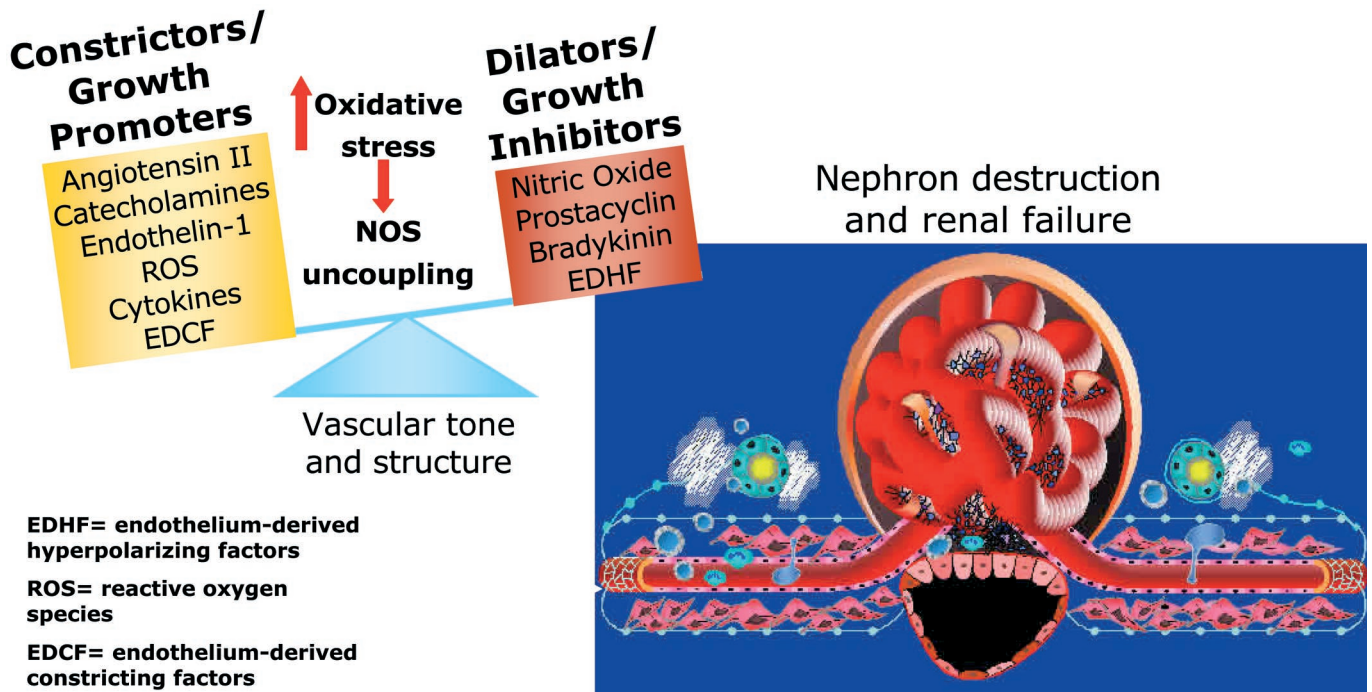 Constrictors/
Growth
Promoters
Angiotensin II
Catecholamines
Endothelin-1
ROS
Cytokines
EDCF
Oxidative
stress
NOS
uncoupling
Dilators/
Growth
Inhibitors
Nitric Oxide
Prostacyclin
Bradykinin
EDHF
Vascular tone
and structure
Nephron destruction
and renal failure
EDHF= endothelium-derived
hyperpolarizing factors
ROS= reactive oxygen
species
EDCF= endothelium-derived
constricting factors